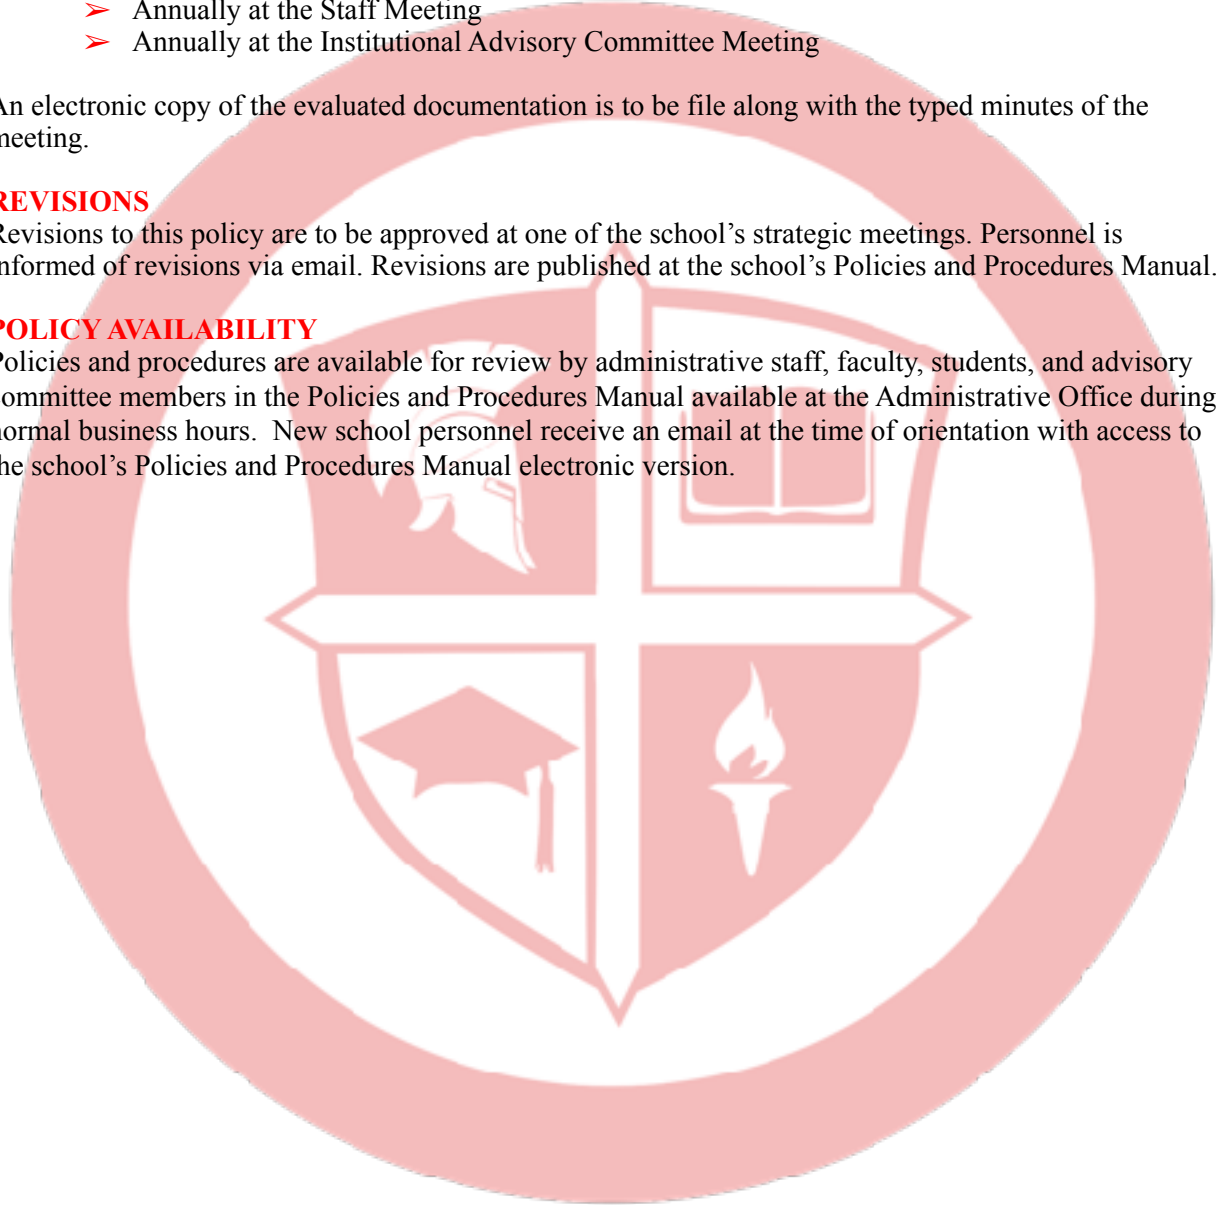 ➢ Annually at the Staff Meeting
➢ Annually at the Institutional Advisory Committee Meeting
An electronic copy of the evaluated documentation is to be file along with the typed minutes of the
meeting.
REVISIONS
Revisions to this policy are to be approved at one of the school’s strategic meetings. Personnel is
informed of revisions via email. Revisions are published at the school’s Policies and Procedures Manual.
POLICY AVAILABILITY
Policies and procedures are available for review by administrative staff, faculty, students, and advisory
committee members in the Policies and Procedures Manual available at the Administrative Office during
normal business hours.  New school personnel receive an email at the time of orientation with access to
the school’s Policies and Procedures Manual electronic version.